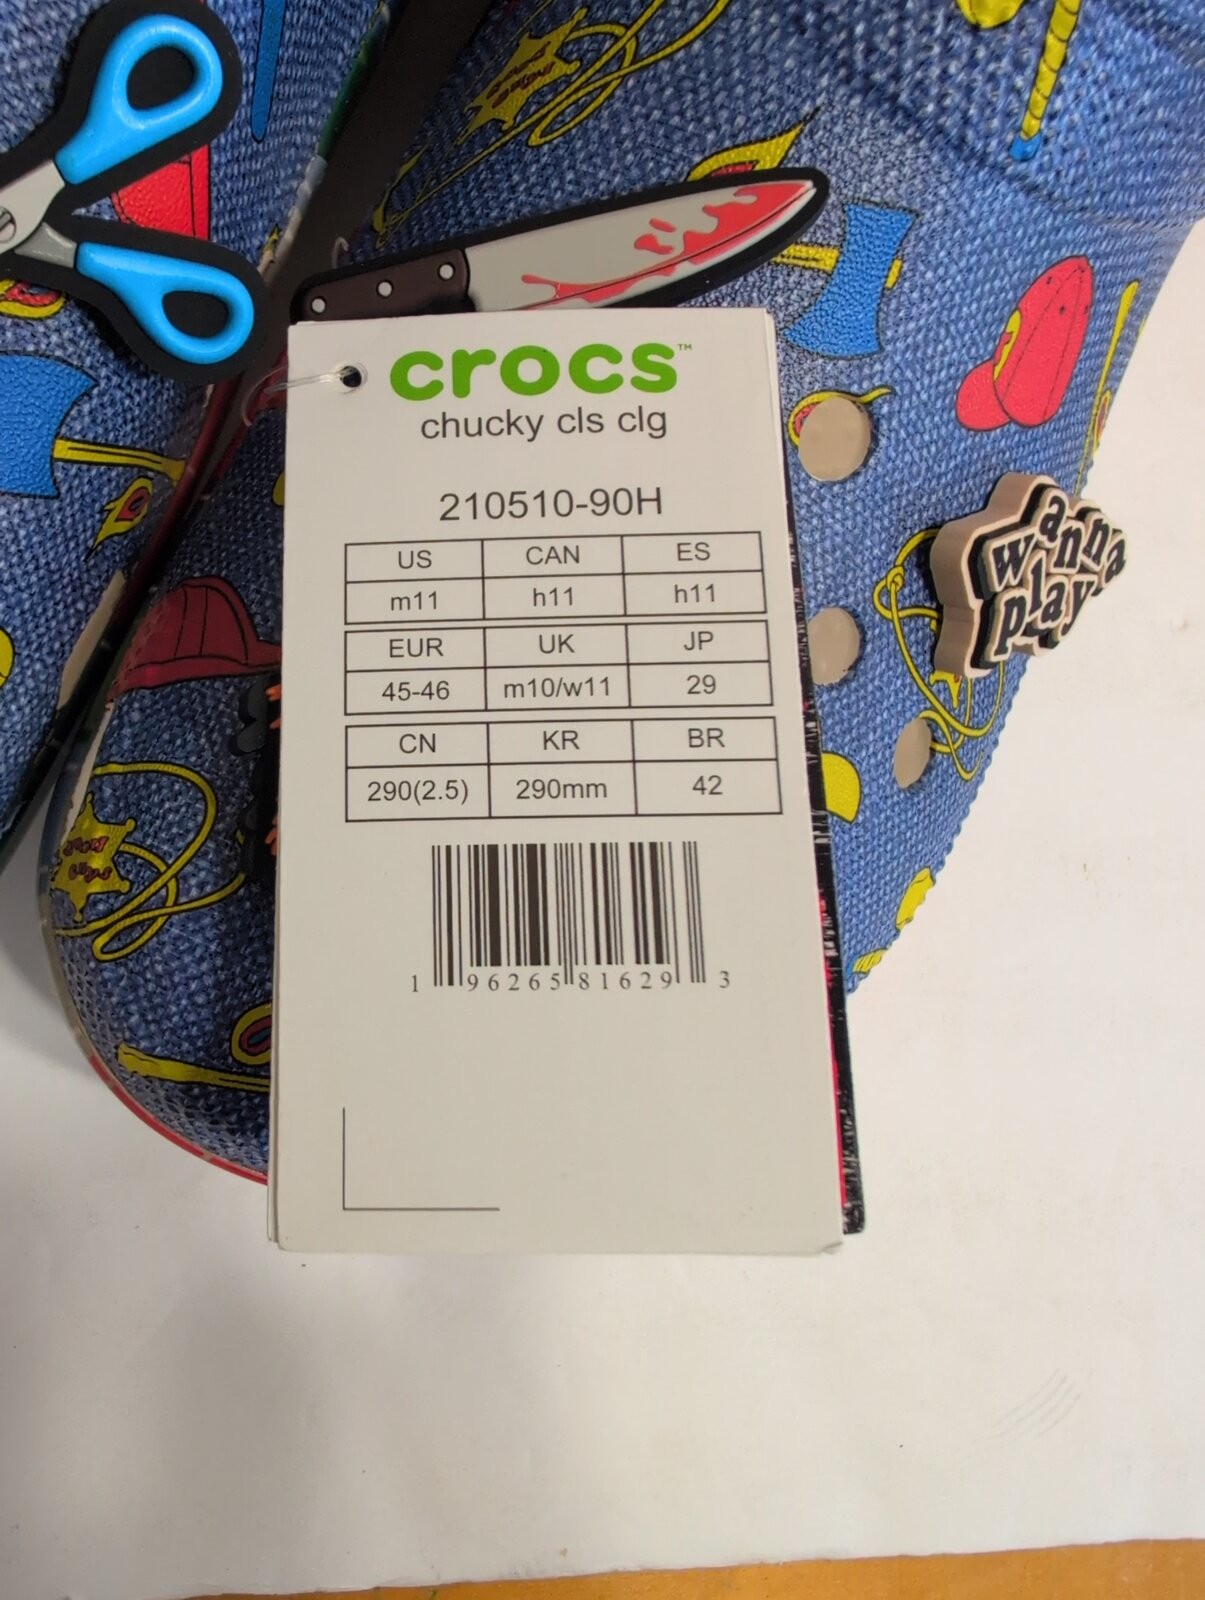 crocs™
chucky cls clg
210510-90H
US CAN ES
m11 h11 h11
EUR UK JP
45-46 m10/w11 29
CN KR BR
290(2.5) 290mm 42
1 96265 81629 3
wanna
play